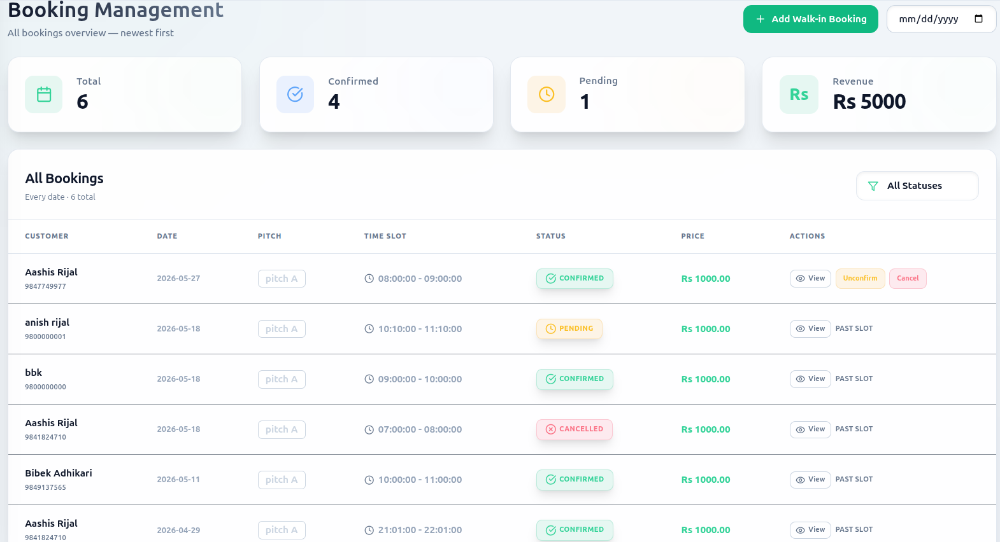 Booking Management
All bookings overview — newest first
+ Add Walk-in Booking
mm/dd/yyyy
Total
6
Confirmed
4
Pending
1
Rs
Revenue
Rs 5000
All Bookings
Every date · 6 total
All Statuses
CUSTOMER DATE PITCH TIME SLOT STATUS PRICE ACTIONS
Aashis Rijal
9847749977
2026-05-27 pitch A 08:00:00 - 09:00:00 CONFIRMED Rs 1000.00 View Unconfirm Cancel
anish rijal
9800000001
2026-05-18 pitch A 10:10:00 - 11:10:00 PENDING Rs 1000.00 View PAST SLOT
bbk
9800000000
2026-05-18 pitch A 09:00:00 - 10:00:00 CONFIRMED Rs 1000.00 View PAST SLOT
Aashis Rijal
9841824710
2026-05-18 pitch A 07:00:00 - 08:00:00 CANCELLED Rs 1000.00 View PAST SLOT
Bibek Adhikari
9849137565
2026-05-11 pitch A 10:00:00 - 11:00:00 CONFIRMED Rs 1000.00 View PAST SLOT
Aashis Rijal
9841824710
2026-04-29 pitch A 21:01:00 - 22:01:00 CONFIRMED Rs 1000.00 View PAST SLOT